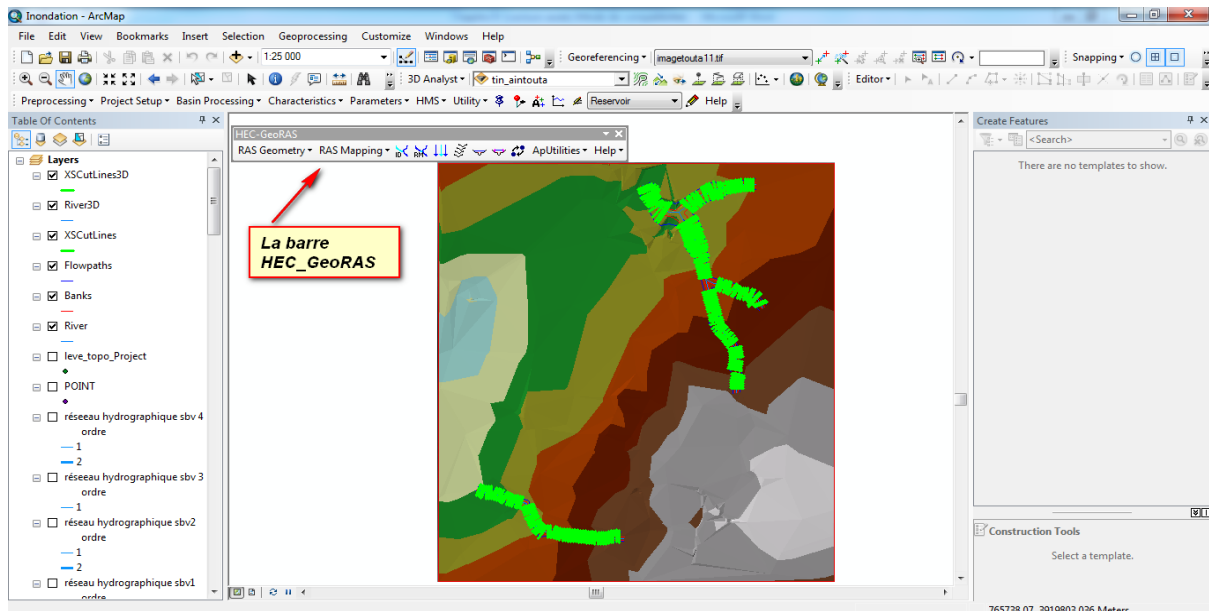 Inondation - ArcMap
File Edit View Bookmarks Insert Selection Geoprocessing Customize Windows Help
1:25 000
Georeferencing
imagetouta11.tif
Snapping
3D Analyst
tin_aintouta
Editor
Preprocessing Project Setup Basin Processing Characteristics Parameters HMS Utility
Reservoir
Help
Table Of Contents
Layers
XSCutLines3D
River3D
XSCutLines
Flowpaths
Banks
River
leve_topo_Project
POINT
réseeau hydrographique sbv 4
ordre
1
2
réseeau hydrographique sbv 3
ordre
1
réseau hydrographique sbv2
ordre
1
2
réseau hydrographique sbv1
ordre
HEC-GeoRAS
RAS Geometry RAS Mapping ApUtilities Help
La barre
HEC_GeoRAS
Create Features
<Search>
There are no templates to show.
Construction Tools
Select a template.
765738,07 3919803,036 Meters